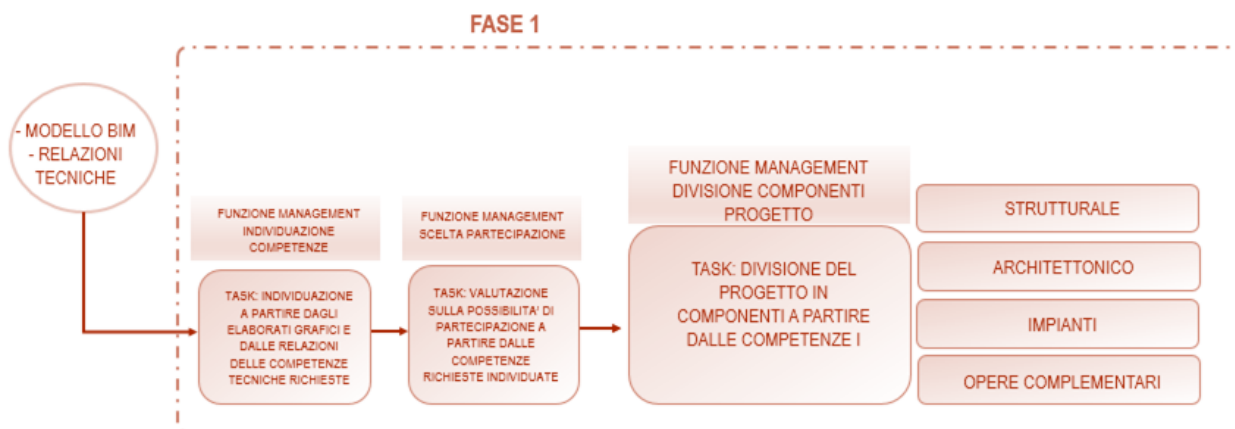 FASE 1
- MODELLO BIM
- RELAZIONI
TECNICHE
FUNZIONE MANAGEMENT
INDIVIDUAZIONE
COMPETENZE
TASK: INDIVIDUAZIONE
A PARTIRE DAGLI
ELABORATI GRAFICI E
DALLE RELAZIONI
DELLE COMPETENZE
TECNICHE RICHIESTE
FUNZIONE MANAGEMENT
SCELTA PARTECIPAZIONE
TASK: VALUTAZIONE
SULLA POSSIBILITA' DI
PARTECIPAZIONE A
PARTIRE DALLE
COMPETENZE
RICHIESTE INDIVIDUATE
FUNZIONE MANAGEMENT
DIVISIONE COMPONENTI
PROGETTO
TASK: DIVISIONE DEL
PROGETTO IN
COMPONENTI A PARTIRE
DALLE COMPETENZE I
STRUTTURALE
ARCHITETTONICO
IMPIANTI
OPERE COMPLEMENTARI